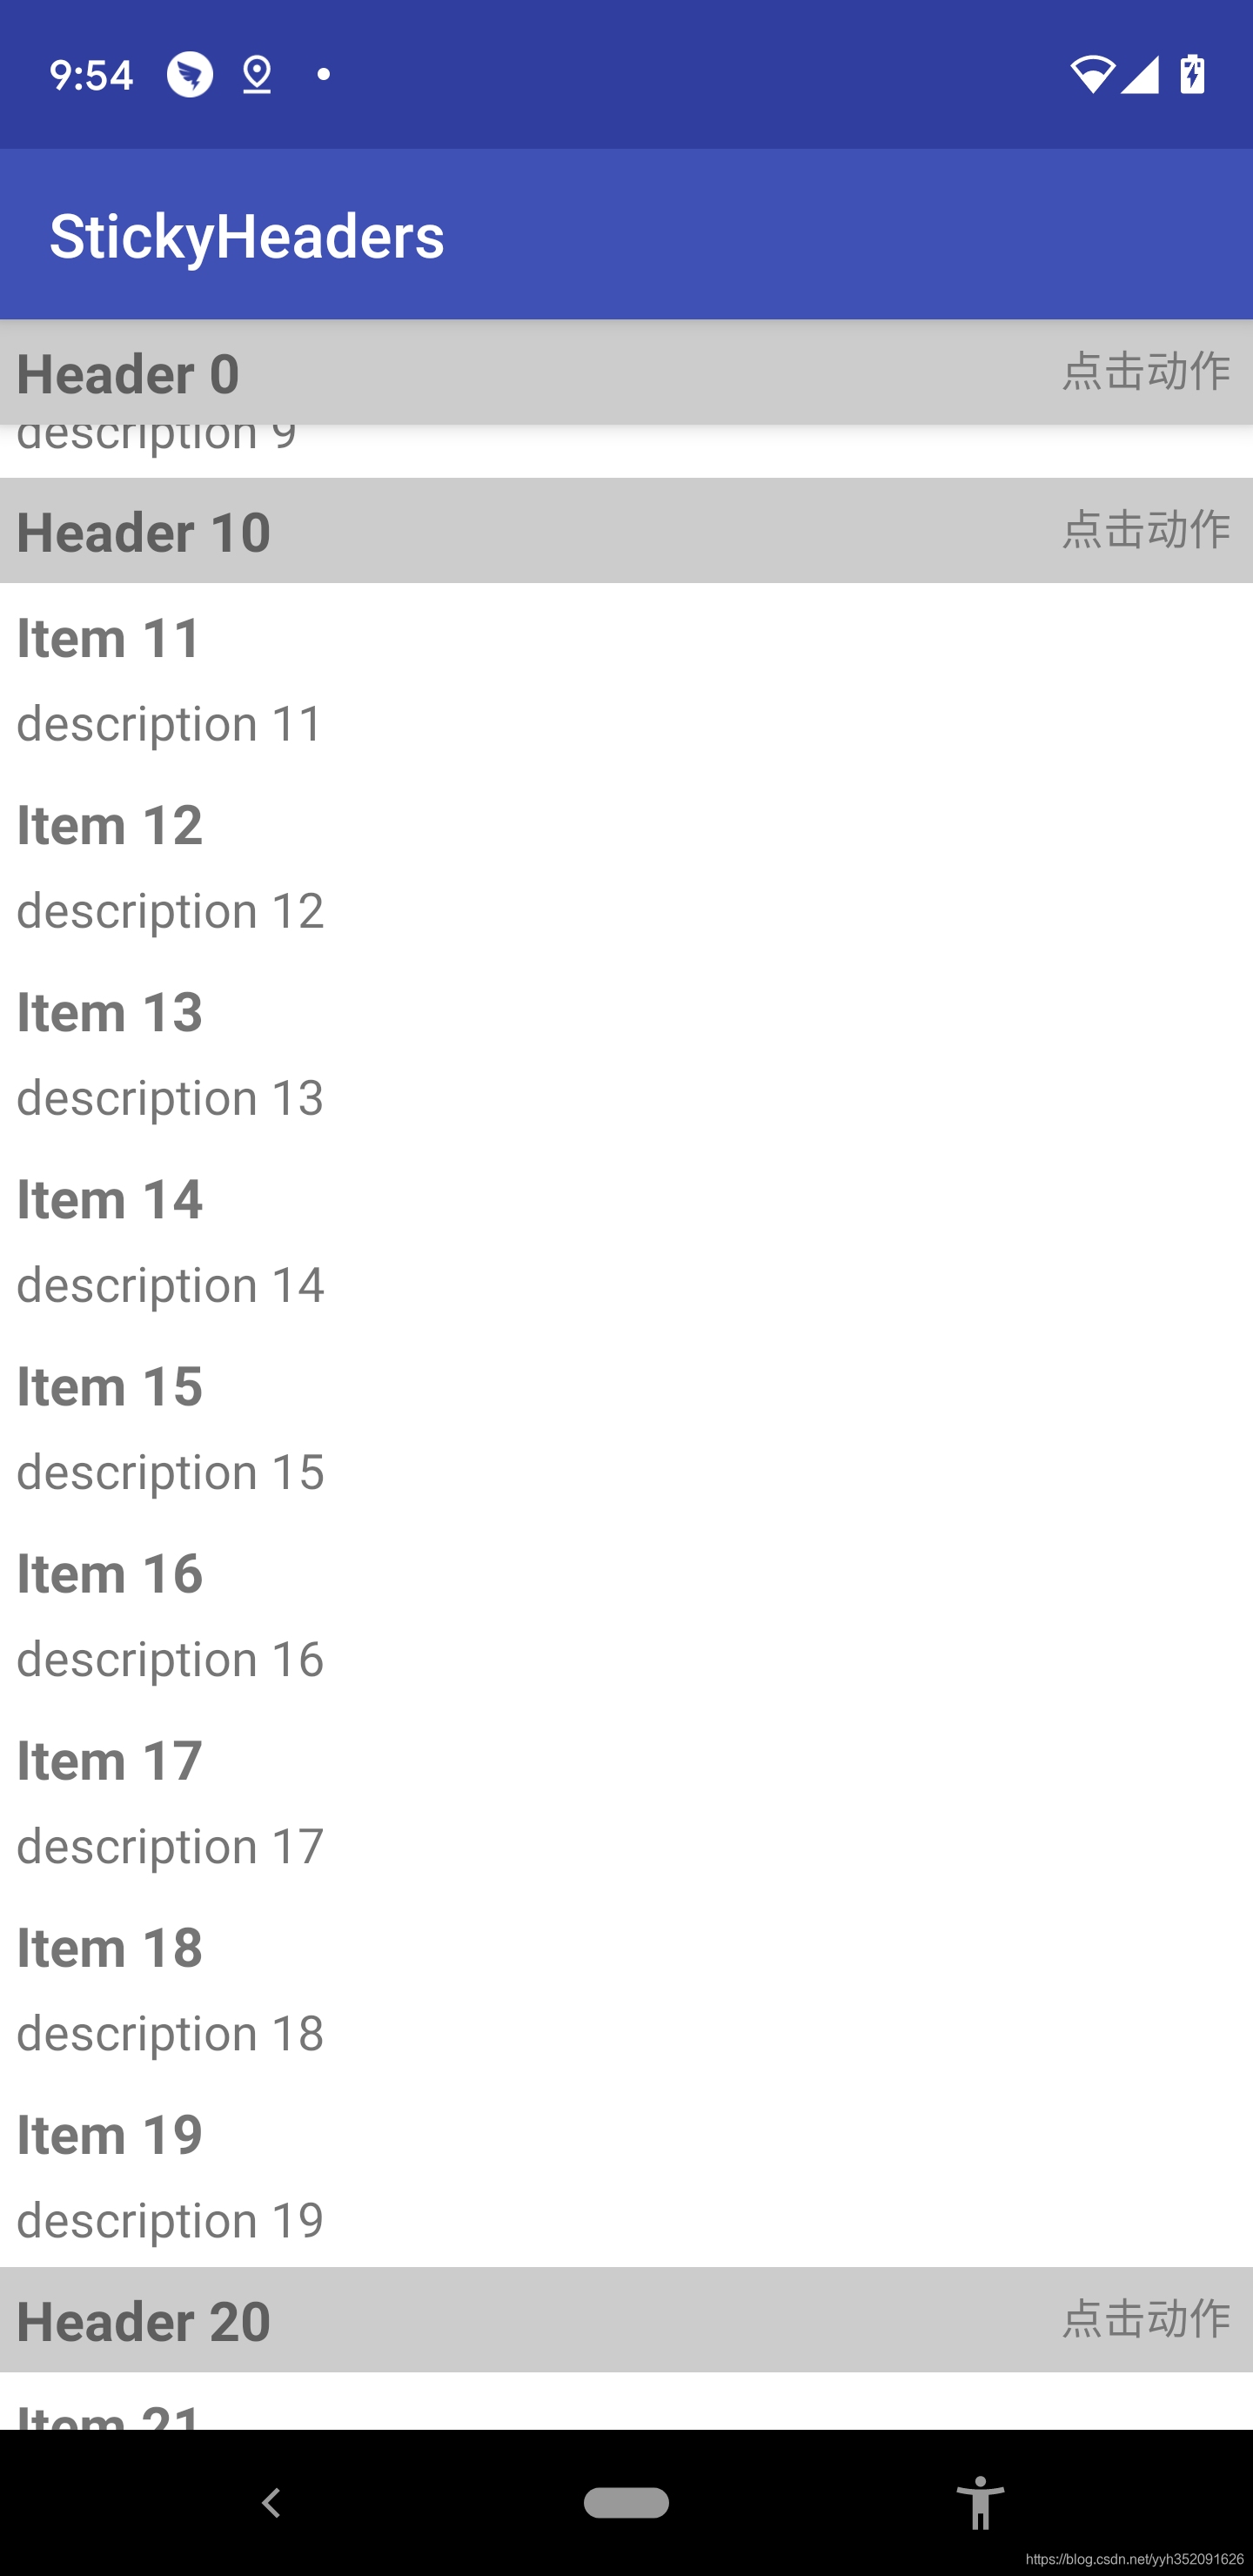 9:54
StickyHeaders
Header 0 点击动作
description 9
Header 10 点击动作
Item 11
description 11
Item 12
description 12
Item 13
description 13
Item 14
description 14
Item 15
description 15
Item 16
description 16
Item 17
description 17
Item 18
description 18
Item 19
description 19
Header 20 点击动作
Item 21
https://blog.csdn.net/yyh352091626